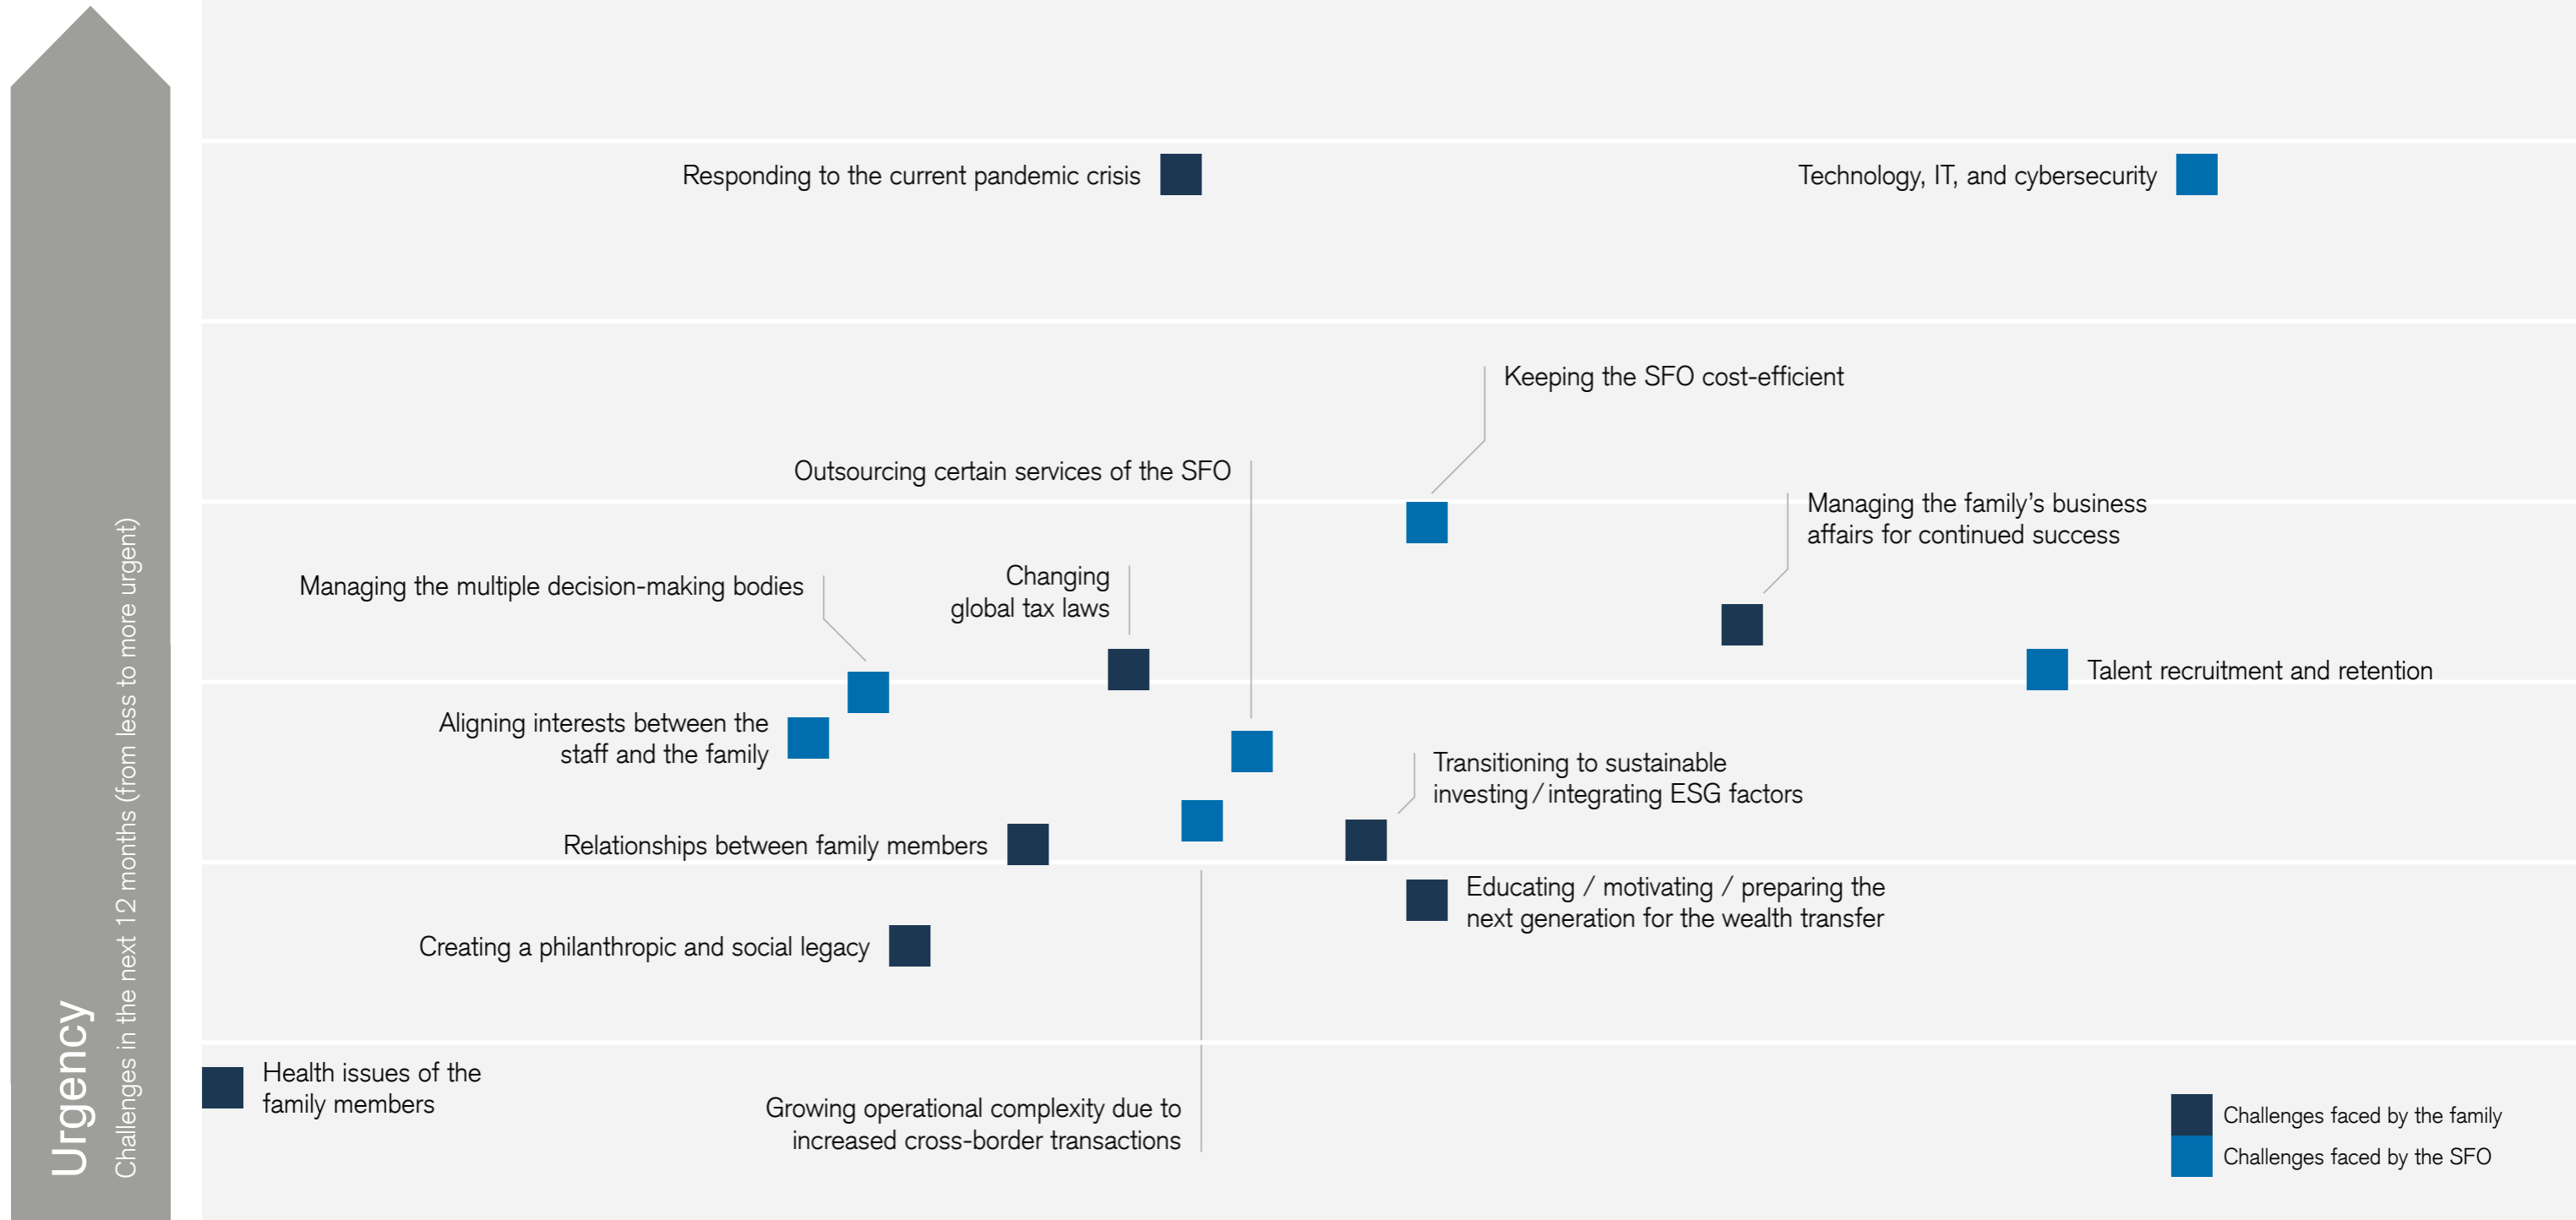 Urgency
Challenges in the next 12 months (from less to more urgent)
Responding to the current pandemic crisis
Technology, IT, and cybersecurity
Keeping the SFO cost-efficient
Outsourcing certain services of the SFO
Managing the family’s business
affairs for continued success
Changing
global tax laws
Managing the multiple decision-making bodies
Talent recruitment and retention
Aligning interests between the
staff and the family
Transitioning to sustainable
investing / integrating ESG factors
Relationships between family members
Educating / motivating / preparing the
next generation for the wealth transfer
Creating a philanthropic and social legacy
Health issues of the
family members
Growing operational complexity due to
increased cross-border transactions
Challenges faced by the family
Challenges faced by the SFO